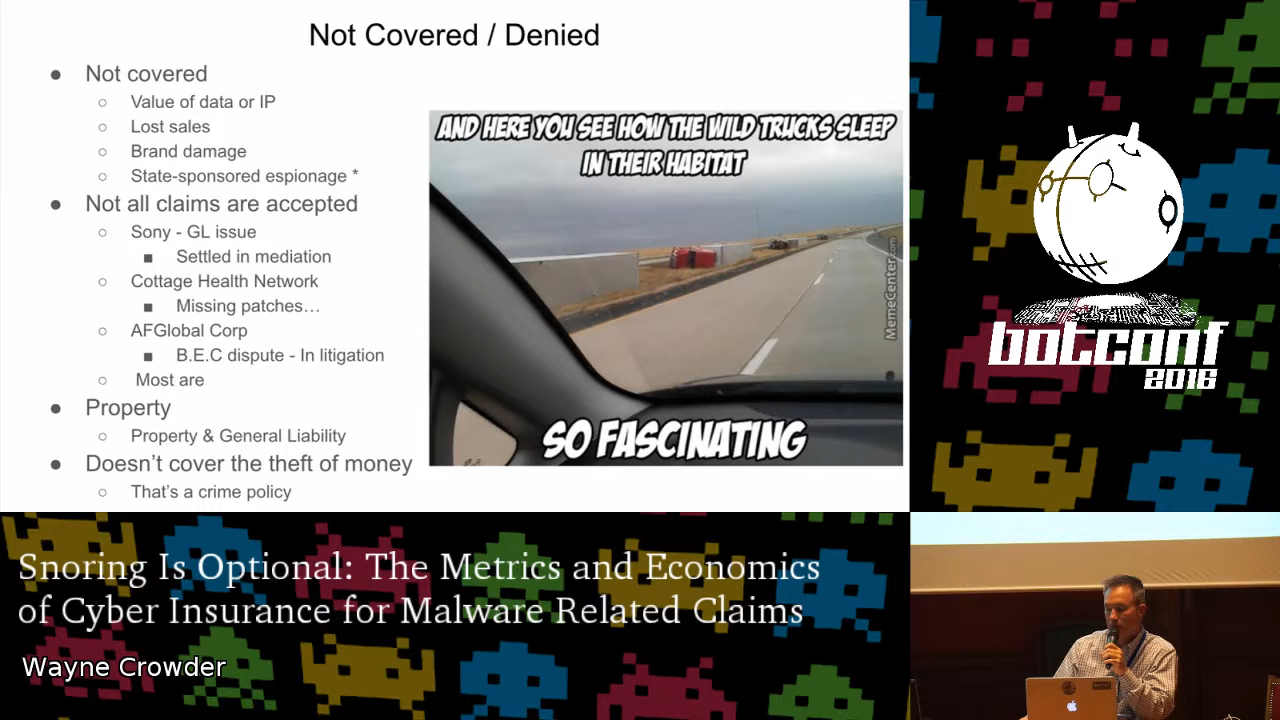 Not Covered / Denied
● Not covered
○ Value of data or IP
○ Lost sales
○ Brand damage
○ State-sponsored espionage *
● Not all claims are accepted
○ Sony - GL issue
■ Settled in mediation
○ Cottage Health Network
■ Missing patches…
○ AFGlobal Corp
■ B.E.C dispute - In litigation
○ Most are
● Property
○ Property & General Liability
● Doesn’t cover the theft of money
○ That’s a crime policy
AND HERE YOU SEE HOW THE WILD TRUCKS SLEEP
IN THEIR HABITAT
MemeCenter.com
SO FASCINATING
botconf
2016
Snoring Is Optional: The Metrics and Economics
of Cyber Insurance for Malware Related Claims
Wayne Crowder